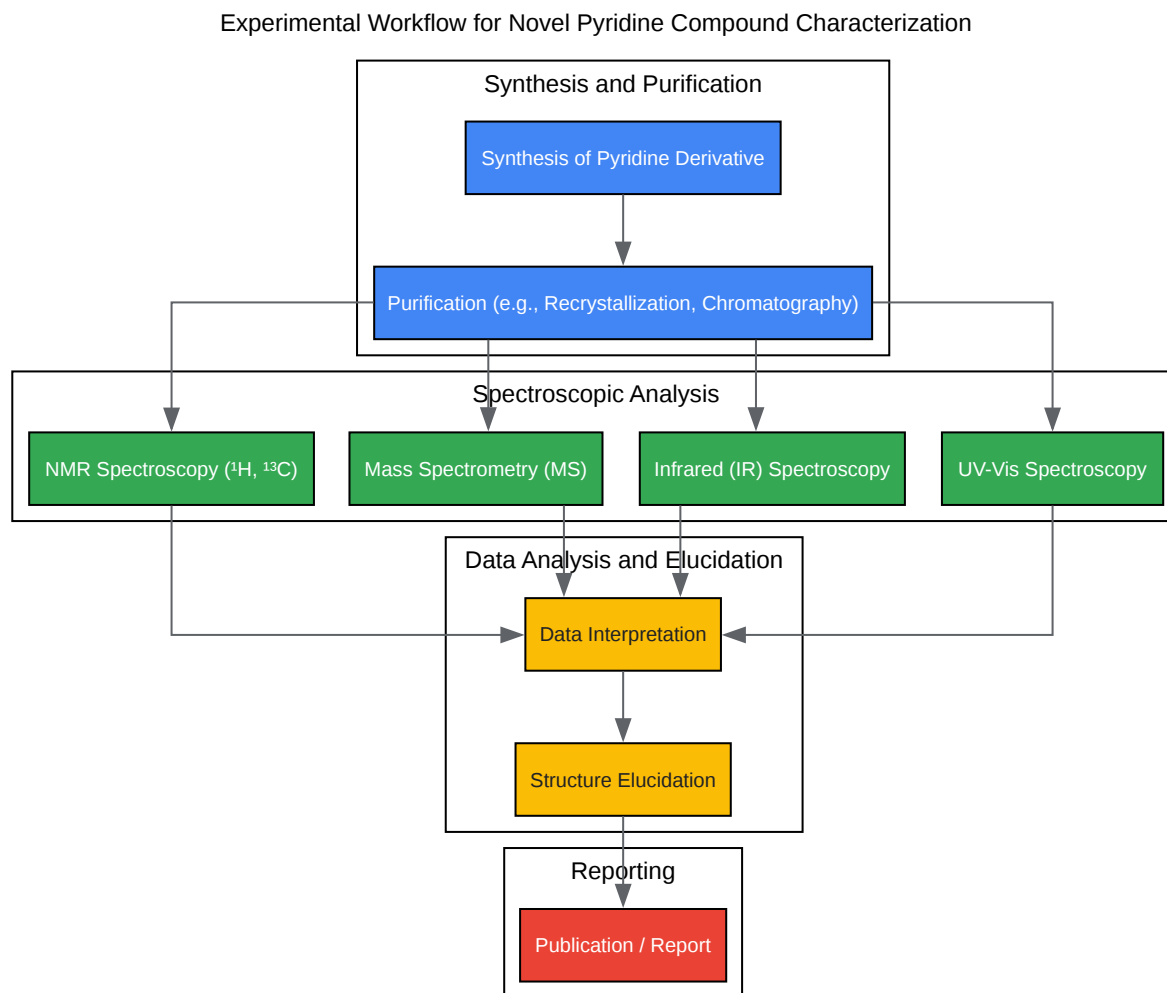 Experimental Workflow for Novel Pyridine Compound Characterization
Synthesis and Purification
Synthesis of Pyridine Derivative
Purification (e.g., Recrystallization, Chromatography)
Spectroscopic Analysis
NMR Spectroscopy (¹H, ¹³C)
Mass Spectrometry (MS)
Infrared (IR) Spectroscopy
UV-Vis Spectroscopy
Data Analysis and Elucidation
Data Interpretation
Structure Elucidation
Reporting
Publication / Report